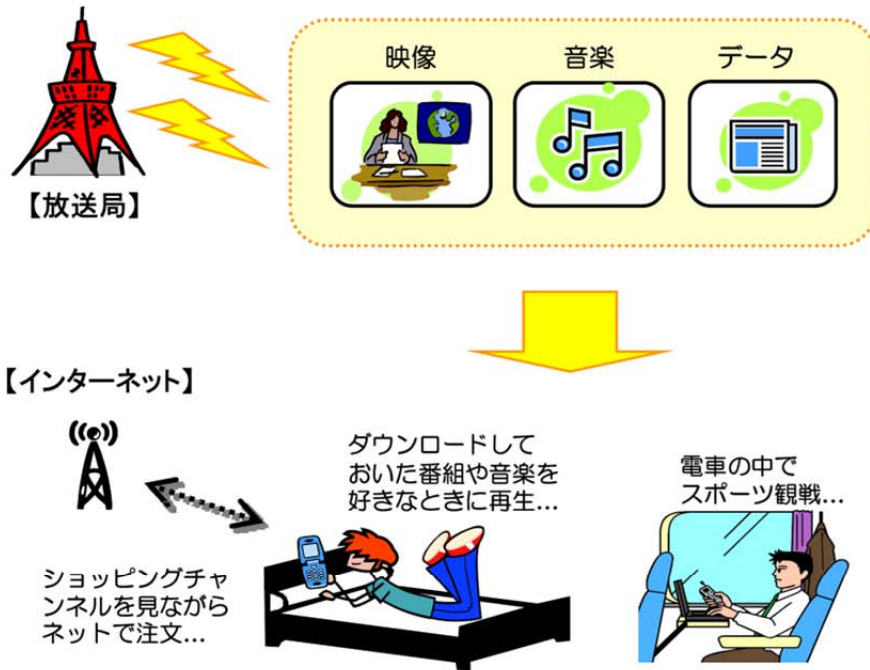 映像
音楽
データ
【放送局】
【インターネット】
ダウンロードして
おいた番組や音楽を
好きなときに再生...
電車の中で
スポーツ観戦...
ショッピングチャ
ンネルを見ながら
ネットで注文...